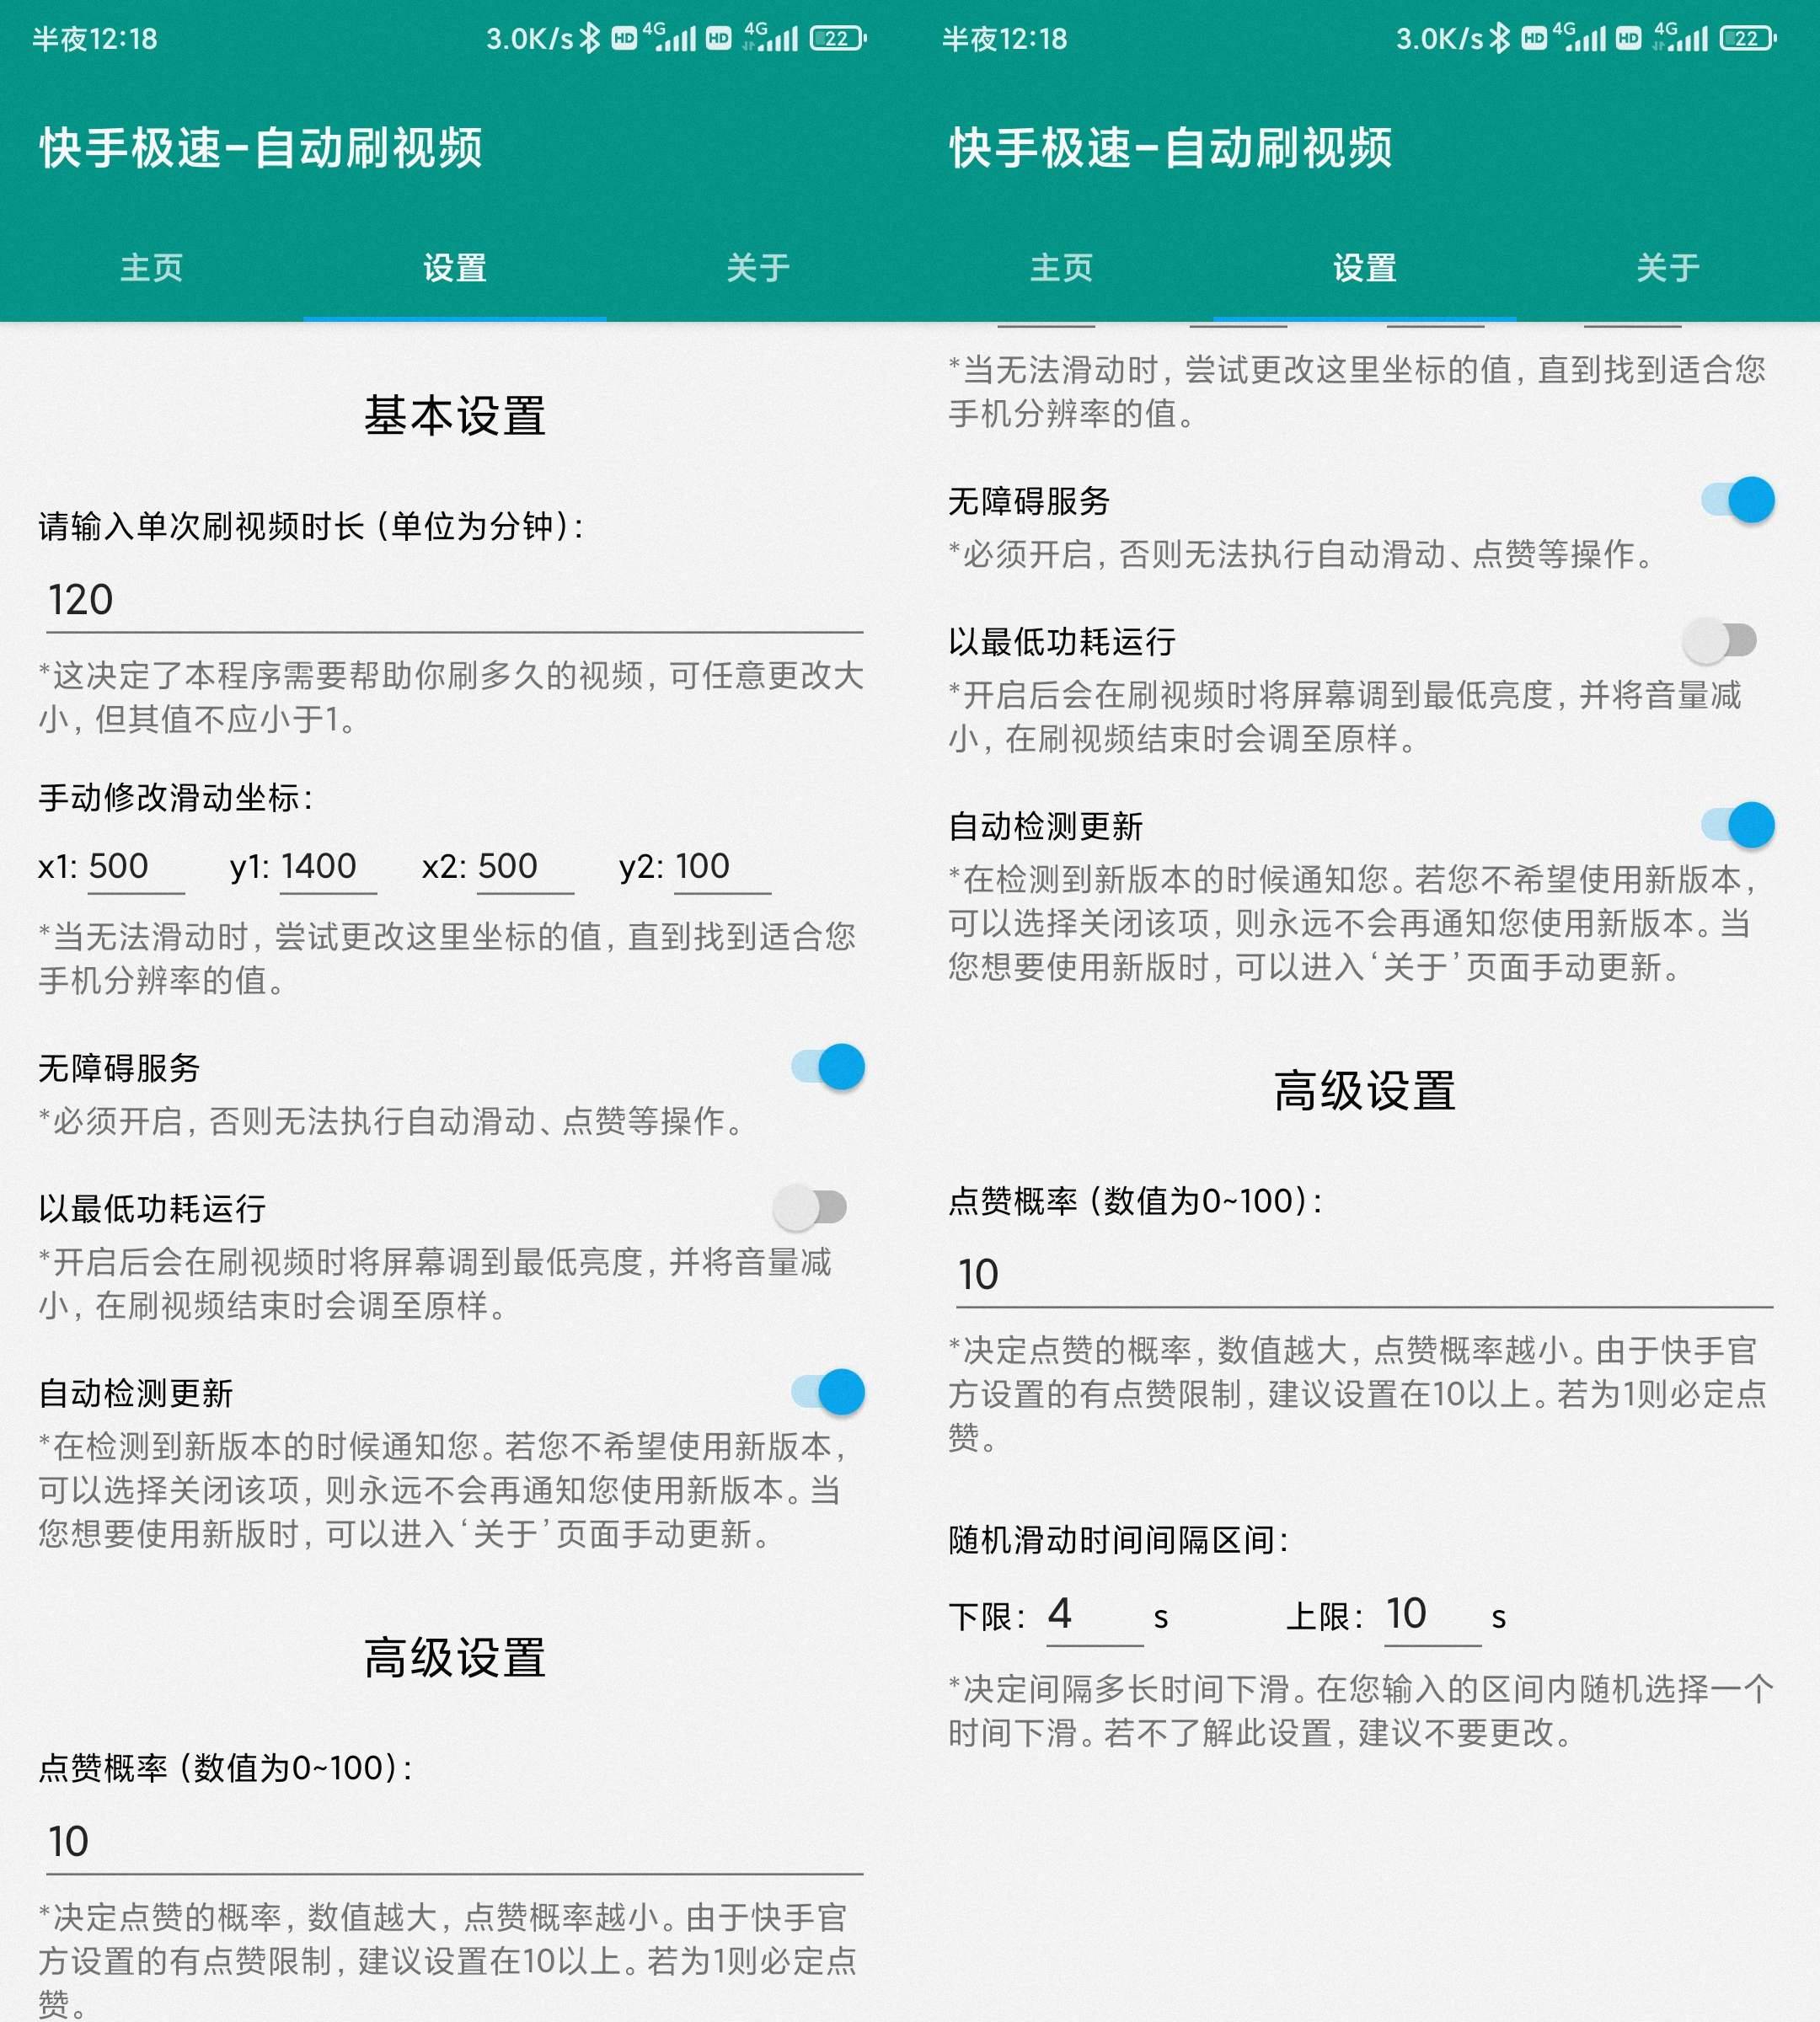 半夜12:18
3.0K/s HD 4G HD 4G 22
快手极速-自动刷视频
主页 设置 关于
基本设置
请输入单次刷视频时长（单位为分钟）：
120
*这决定了本程序需要帮助你刷多久的视频，可任意更改大
小，但其值不应小于1。
手动修改滑动坐标：
x1: 500 y1: 1400 x2: 500 y2: 100
*当无法滑动时，尝试更改这里坐标的值，直到找到适合您
手机分辨率的值。
无障碍服务
*必须开启，否则无法执行自动滑动、点赞等操作。
以最低功耗运行
*开启后会在刷视频时将屏幕调到最低亮度，并将音量减
小，在刷视频结束时会调至原样。
自动检测更新
*在检测到新版本的时候通知您。若您不希望使用新版本，
可以选择关闭该项，则永远不会再通知您使用新版本。当
您想要使用新版时，可以进入‘关于’页面手动更新。
高级设置
点赞概率（数值为0~100）：
10
*决定点赞的概率，数值越大，点赞概率越小。由于快手官
方设置的有点赞限制，建议设置在10以上。若为1则必定点
赞。
半夜12:18
3.0K/s HD 4G HD 4G 22
快手极速-自动刷视频
主页 设置 关于
*当无法滑动时，尝试更改这里坐标的值，直到找到适合您
手机分辨率的值。
无障碍服务
*必须开启，否则无法执行自动滑动、点赞等操作。
以最低功耗运行
*开启后会在刷视频时将屏幕调到最低亮度，并将音量减
小，在刷视频结束时会调至原样。
自动检测更新
*在检测到新版本的时候通知您。若您不希望使用新版本，
可以选择关闭该项，则永远不会再通知您使用新版本。当
您想要使用新版时，可以进入‘关于’页面手动更新。
高级设置
点赞概率（数值为0~100）：
10
*决定点赞的概率，数值越大，点赞概率越小。由于快手官
方设置的有点赞限制，建议设置在10以上。若为1则必定点
赞。
随机滑动时间间隔区间：
下限：4 s 上限：10 s
*决定间隔多长时间下滑。在您输入的区间内随机选择一个
时间下滑。若不了解此设置，建议不要更改。